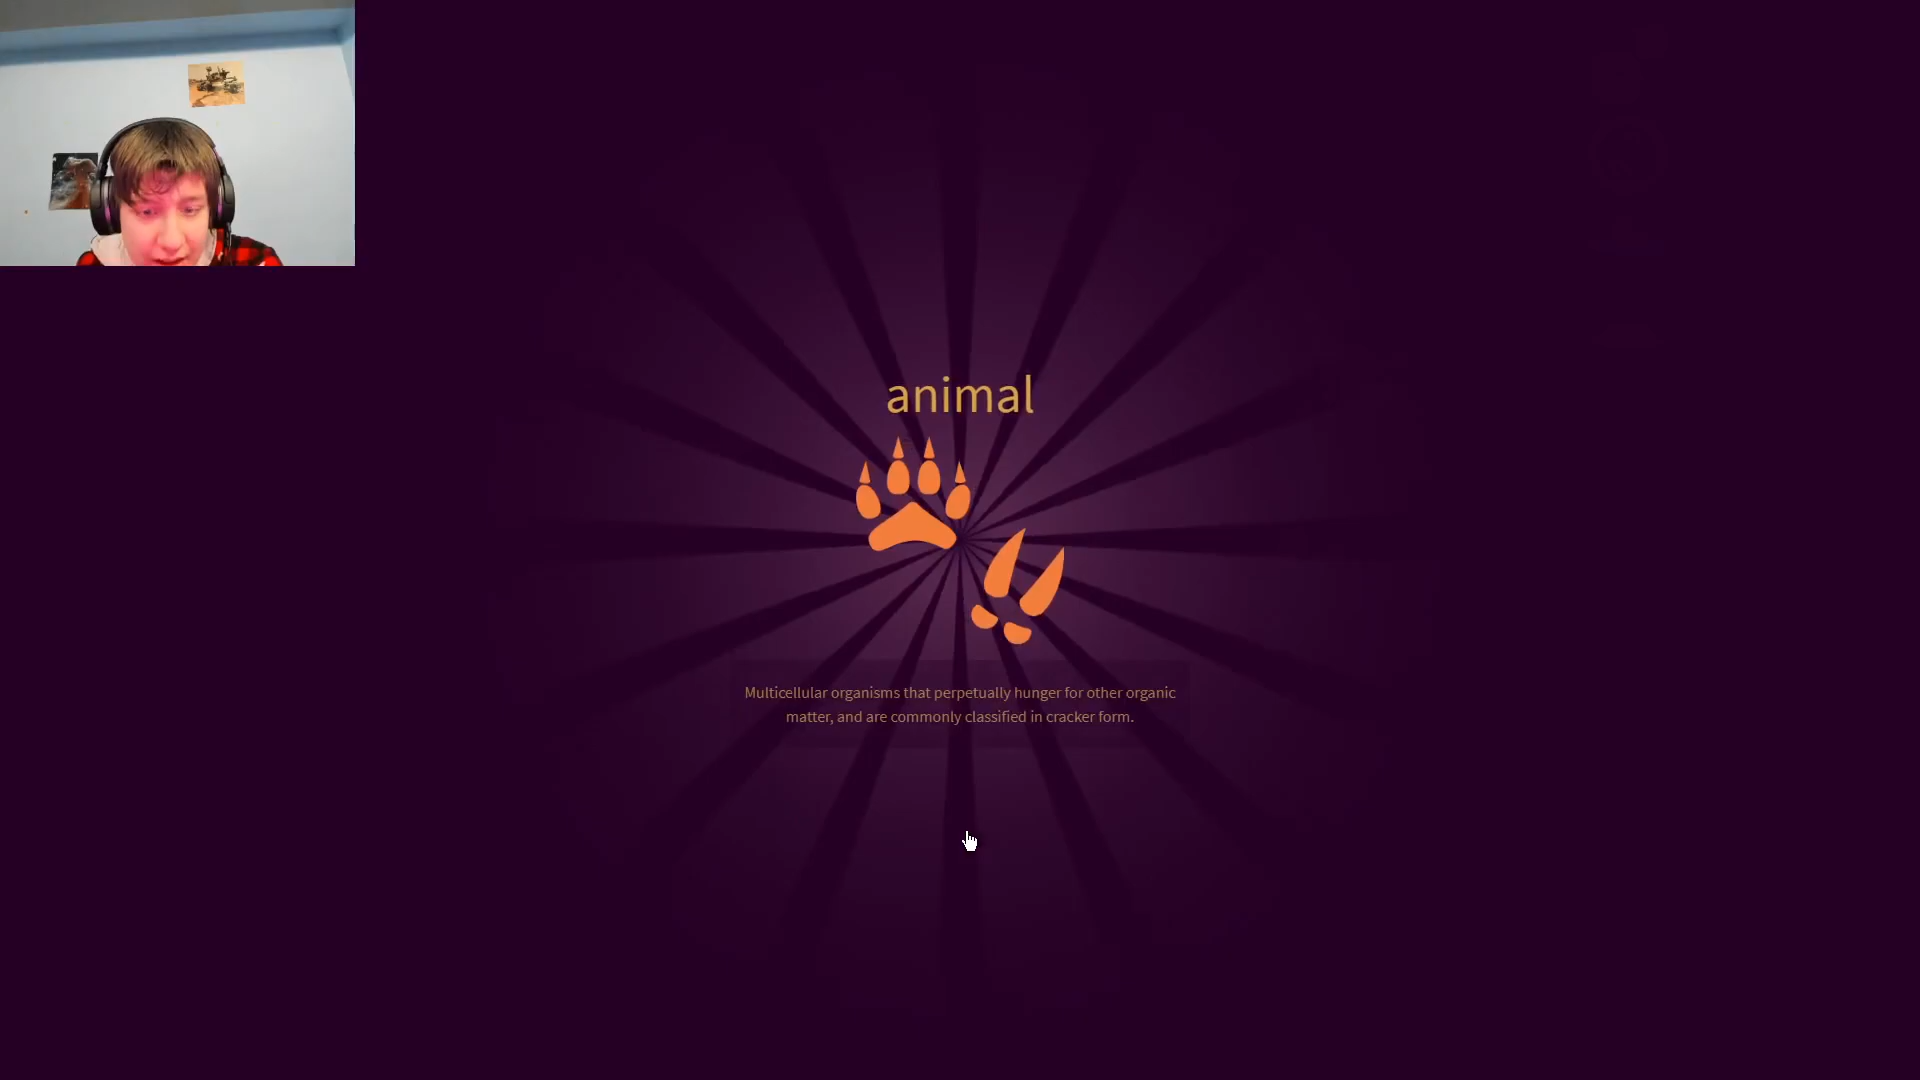 animal
Multicellular organisms that perpetually hunger for other organic
matter, and are commonly classified in cracker form.